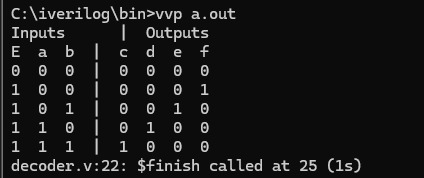 C:\iverilog\bin>vvp a.out
Inputs      |  Outputs
E  a  b  |  c  d  e  f
0  0  0  |  0  0  0  0
1  0  0  |  0  0  0  1
1  0  1  |  0  0  1  0
1  1  0  |  0  1  0  0
1  1  1  |  1  0  0  0
decoder.v:22: $finish called at 25 (1s)